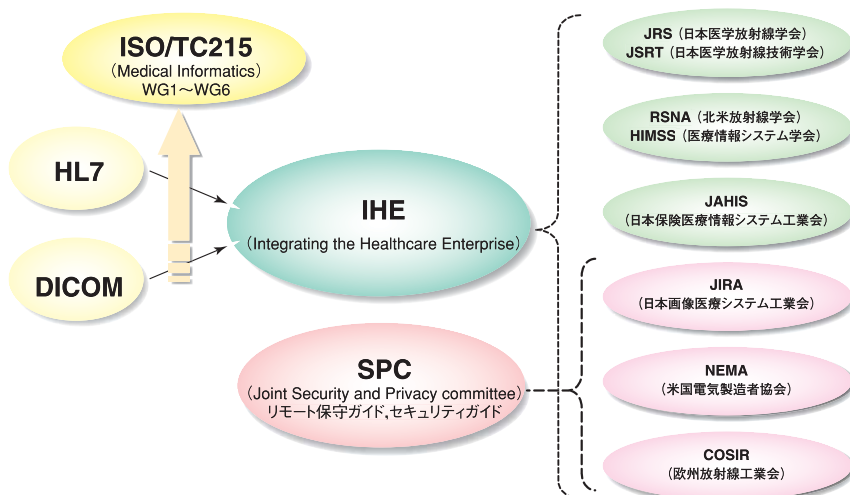 ISO/TC215
(Medical Informatics)
WG1〜WG6
HL7
DICOM
IHE
(Integrating the Healthcare Enterprise)
SPC
(Joint Security and Privacy committee)
リモート保守ガイド,セキュリティガイド
JRS(日本医学放射線学会)
JSRT(日本医学放射線技術学会)
RSNA(北米放射線学会)
HIMSS(医療情報システム学会)
JAHIS
(日本保険医療情報システム工業会)
JIRA
(日本画像医療システム工業会)
NEMA
(米国電気製造者協会)
COSIR
(欧州放射線工業会)